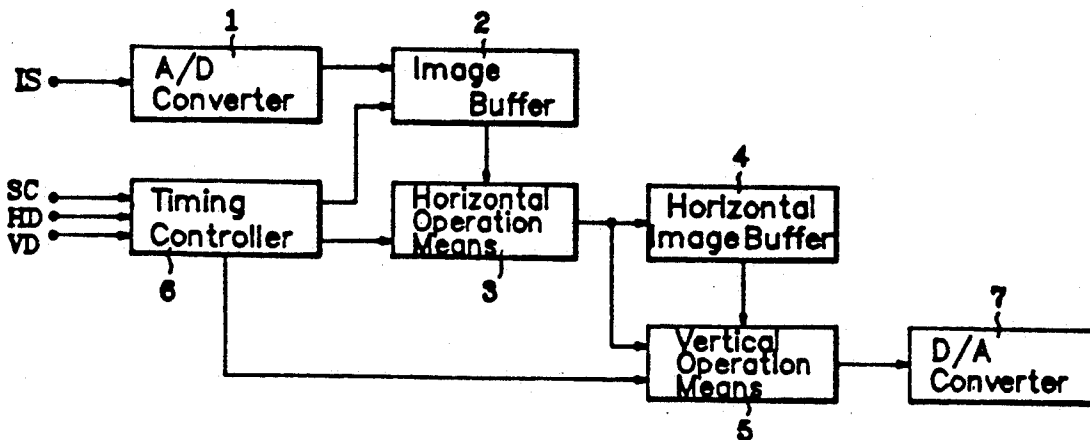 1
A/D
Converter
IS
2
Image
Buffer
SC
HD
VD
Timing
Controller
6
Horizontal
Operation
Means
3
4
Horizontal
Image Buffer
Vertical
Operation
Means
5
7
D/A
Converter